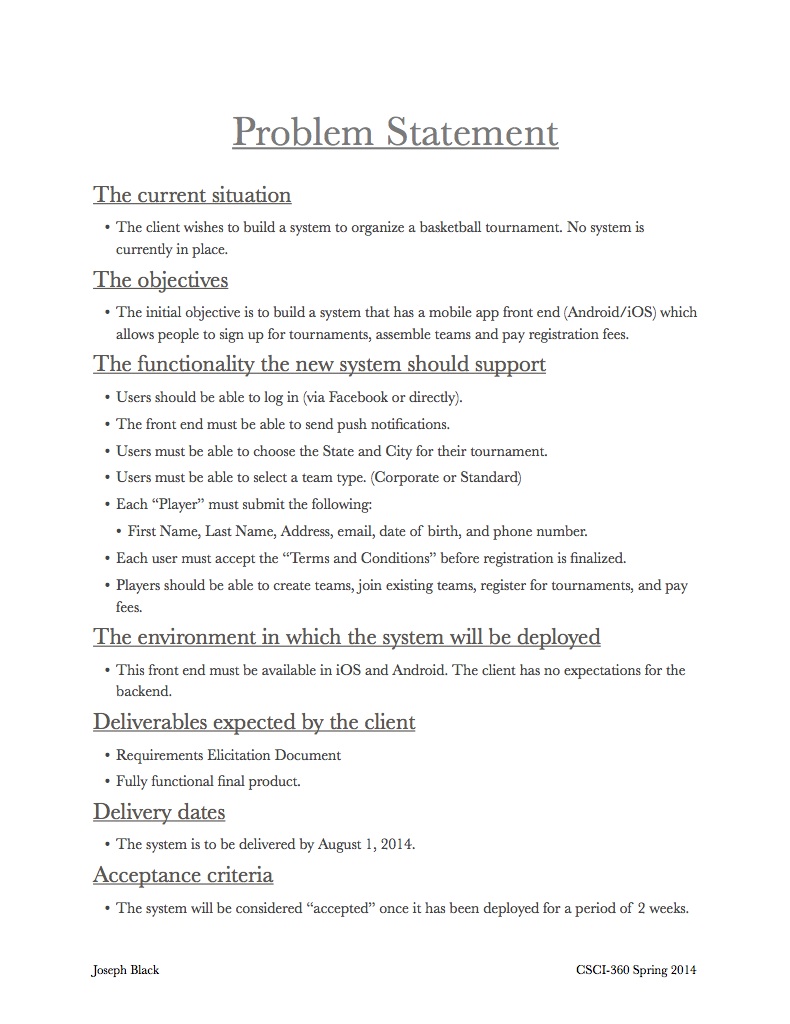 Problem Statement
The current situation
• The client wishes to build a system to organize a basketball tournament. No system is
currently in place.
The objectives
• The initial objective is to build a system that has a mobile app front end (Android/iOS) which
allows people to sign up for tournaments, assemble teams and pay registration fees.
The functionality the new system should support
• Users should be able to log in (via Facebook or directly).
• The front end must be able to send push notifications.
• Users must be able to choose the State and City for their tournament.
• Users must be able to select a team type. (Corporate or Standard)
• Each “Player” must submit the following:
• First Name, Last Name, Address, email, date of birth, and phone number.
• Each user must accept the “Terms and Conditions” before registration is finalized.
• Players should be able to create teams, join existing teams, register for tournaments, and pay
fees.
The environment in which the system will be deployed
• This front end must be available in iOS and Android. The client has no expectations for the
backend.
Deliverables expected by the client
• Requirements Elicitation Document
• Fully functional final product.
Delivery dates
• The system is to be delivered by August 1, 2014.
Acceptance criteria
• The system will be considered “accepted” once it has been deployed for a period of 2 weeks.
Joseph Black
CSCI-360 Spring 2014